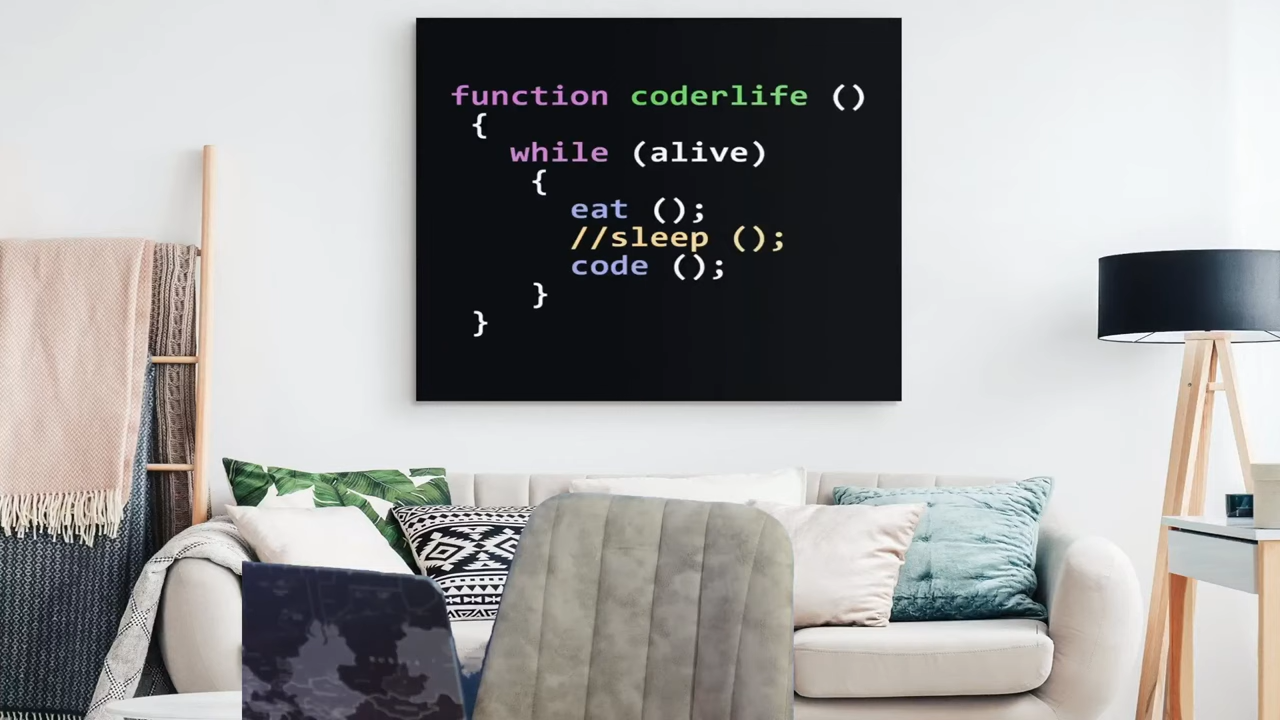 function coderlife ()
{
while (alive)
{
eat ();
//sleep ();
code ();
}
}